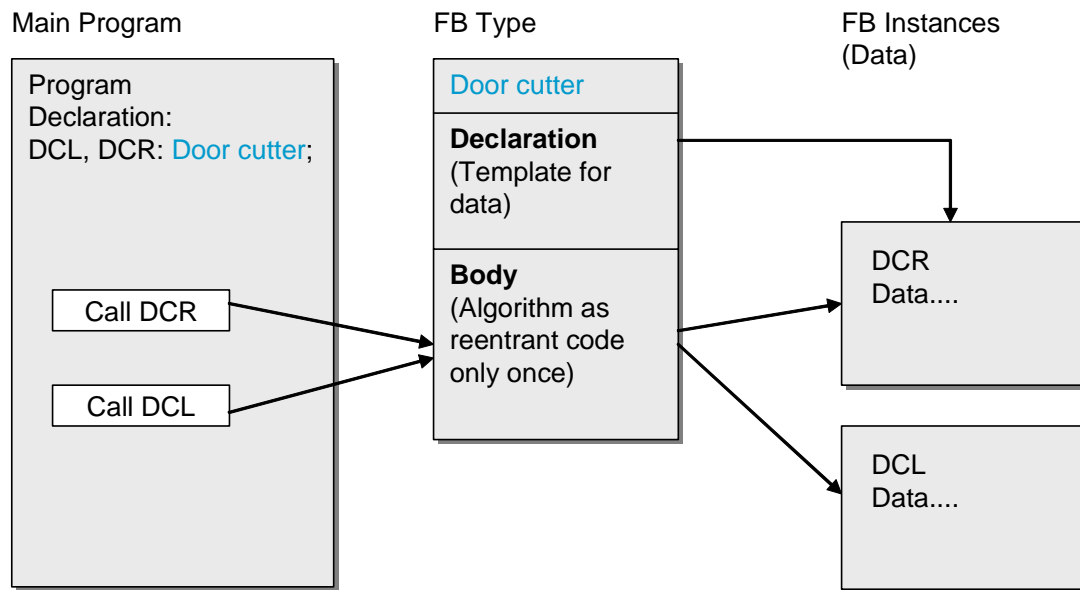 Main Program
Program
Declaration:
DCL, DCR: Door cutter;
Call DCR
Call DCL
FB Type
Door cutter
Declaration
(Template for
data)
Body
(Algorithm as
reentrant code
only once)
FB Instances
(Data)
DCR
Data....
DCL
Data....